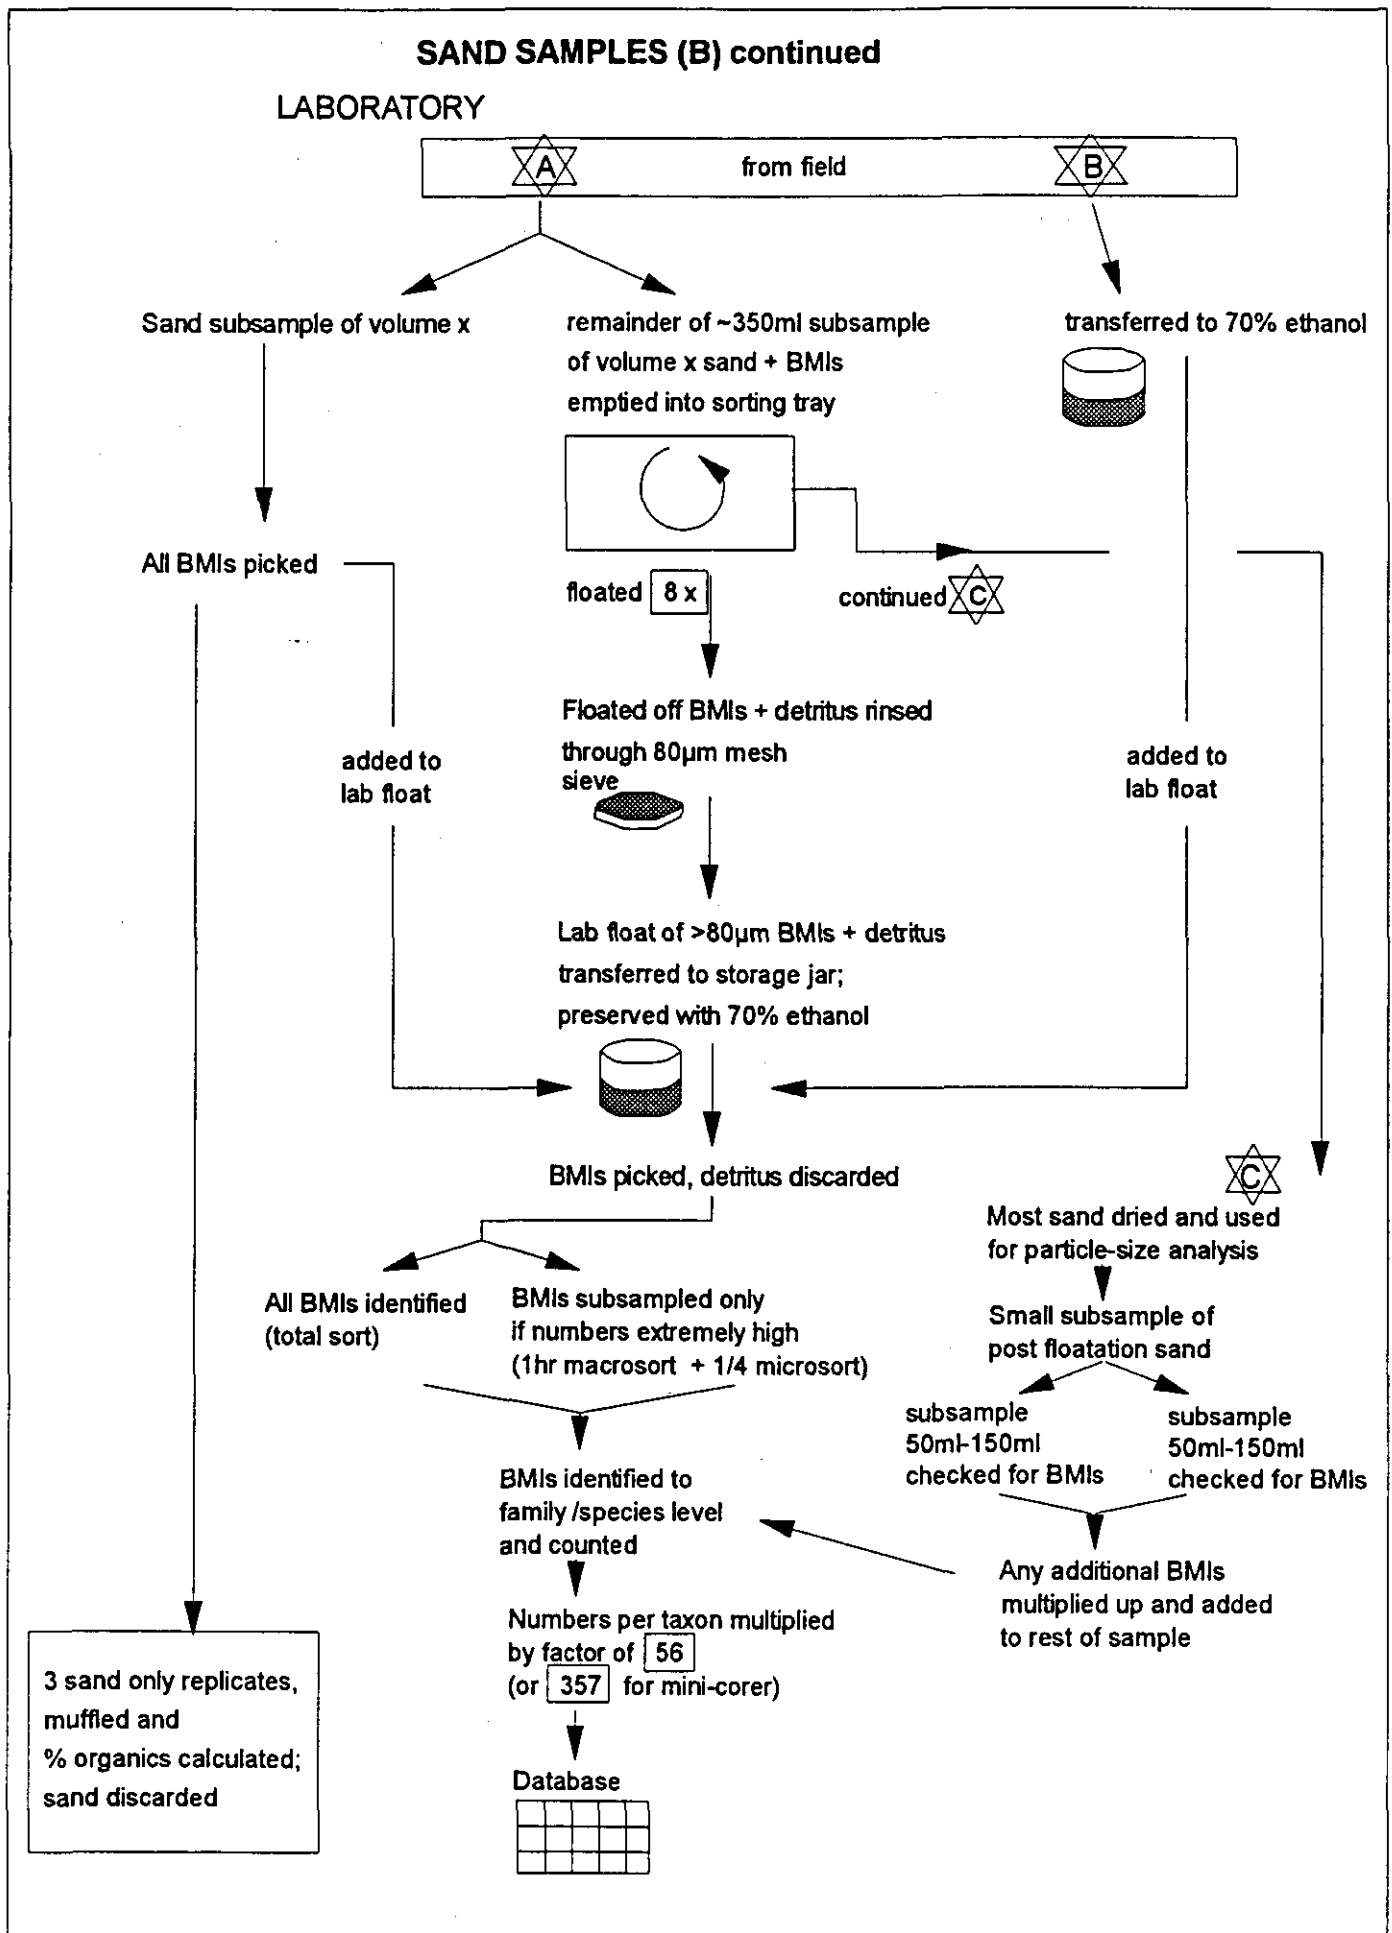 SAND SAMPLES (B) continued
LABORATORY
A
from field
B
Sand subsample of volume x
remainder of ~350ml subsample
of volume x sand + BMIs
emptied into sorting tray
transferred to 70% ethanol
All BMIs picked
floated 8 x
continued C
Floated off BMIs + detritus rinsed
through 80µm mesh
sieve
added to
lab float
added to
lab float
Lab float of >80µm BMIs + detritus
transferred to storage jar;
preserved with 70% ethanol
BMIs picked, detritus discarded
C
Most sand dried and used
for particle-size analysis
All BMIs identified
(total sort)
BMIs subsampled only
if numbers extremely high
(1hr macrosort + 1/4 microsort)
Small subsample of
post floatation sand
subsample
50ml-150ml
checked for BMIs
subsample
50ml-150ml
checked for BMIs
BMIs identified to
family /species level
and counted
Any additional BMIs
multiplied up and added
to rest of sample
Numbers per taxon multiplied
by factor of 56
(or 357 for mini-corer)
3 sand only replicates,
muffled and
% organics calculated;
sand discarded
Database